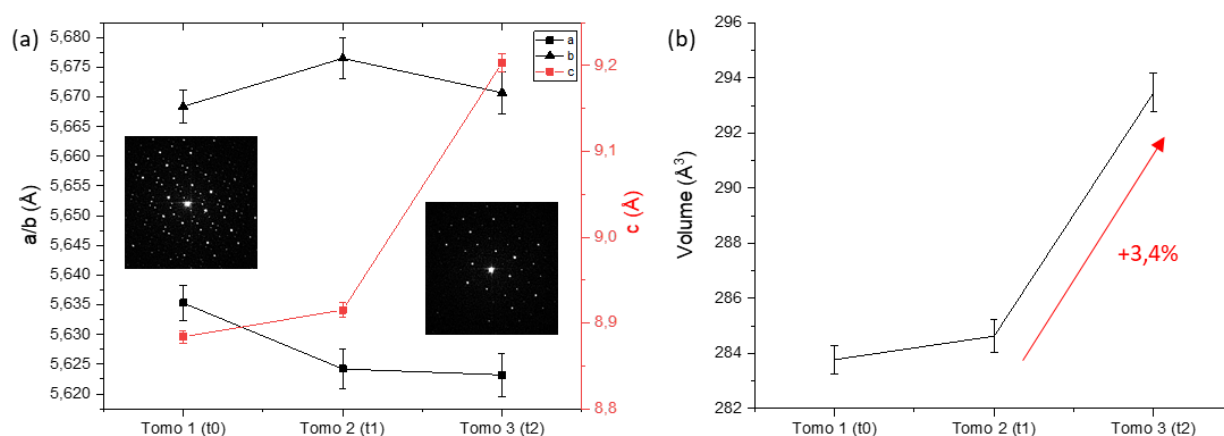 (a)
a
b
c
5,680
5,675
5,670
5,665
5,660
5,655
5,650
5,645
5,640
5,635
5,630
5,625
5,620
a/b (Å)
9,2
9,1
9,0
8,9
8,8
c (Å)
Tomo 1 (t0) Tomo 2 (t1) Tomo 3 (t2)
(b)
296
294
292
290
288
286
284
282
Volume (Å³)
+3,4%
Tomo 1 (t0) Tomo 2 (t1) Tomo 3 (t2)